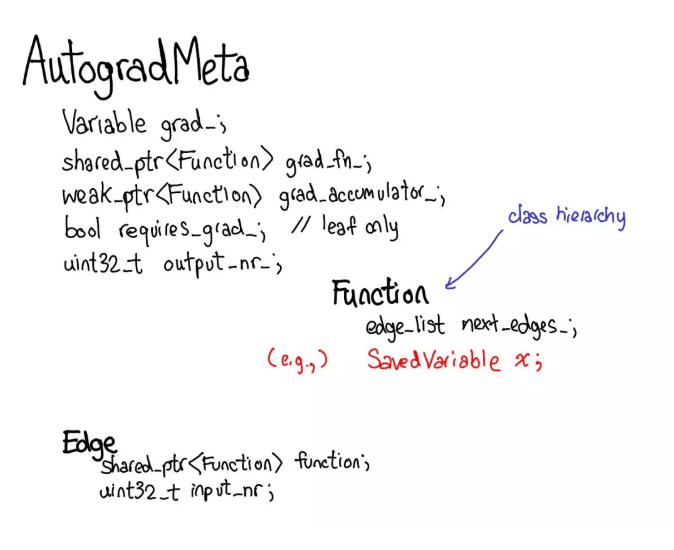 AutogradMeta
Variable grad_;
shared_ptr<Function> grad_fn_;
weak_ptr<Function> grad_accumulator_;
bool requires_grad_; // leaf only
uint32_t output_nr_;
class hierarchy
Function
edge_list next_edges_;
(e.g.,) SavedVariable x;
Edge
shared_ptr<Function> function;
uint32_t input_nr;